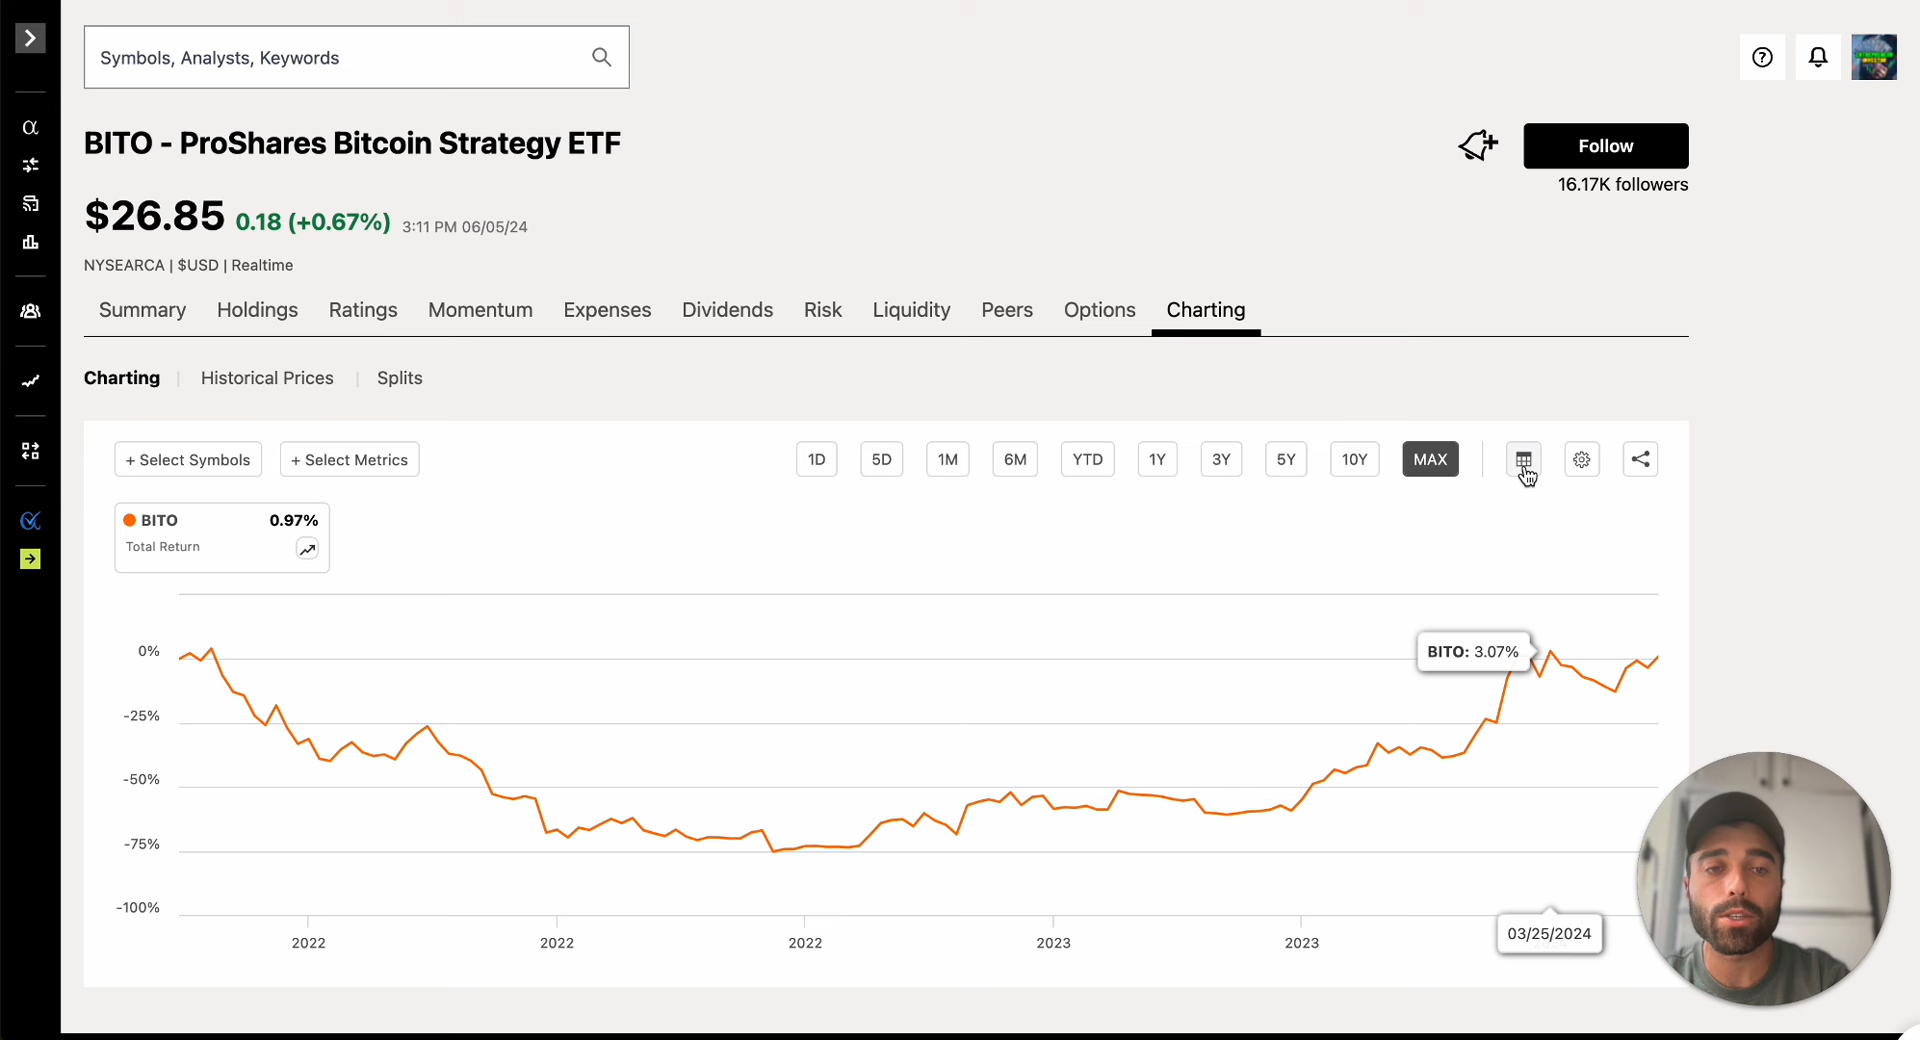 Symbols, Analysts, Keywords
BITO - ProShares Bitcoin Strategy ETF
Follow
16.17K followers
$26.85 0.18 (+0.67%) 3:11 PM 06/05/24
NYSEARCA | $USD | Realtime
Summary Holdings Ratings Momentum Expenses Dividends Risk Liquidity Peers Options Charting
Charting | Historical Prices | Splits
+ Select Symbols + Select Metrics 1D 5D 1M 6M YTD 1Y 3Y 5Y 10Y MAX
BITO 0.97%
Total Return
0%
BITO: 3.07%
-25%
-50%
-75%
-100%
2022 2022 2022 2023 2023 03/25/2024